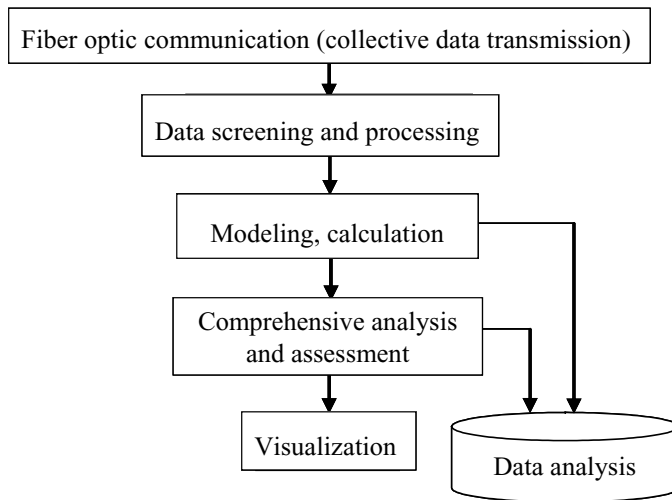 Fiber optic communication (collective data transmission)
Data screening and processing
Modeling, calculation
Comprehensive analysis
and assessment
Visualization
Data analysis